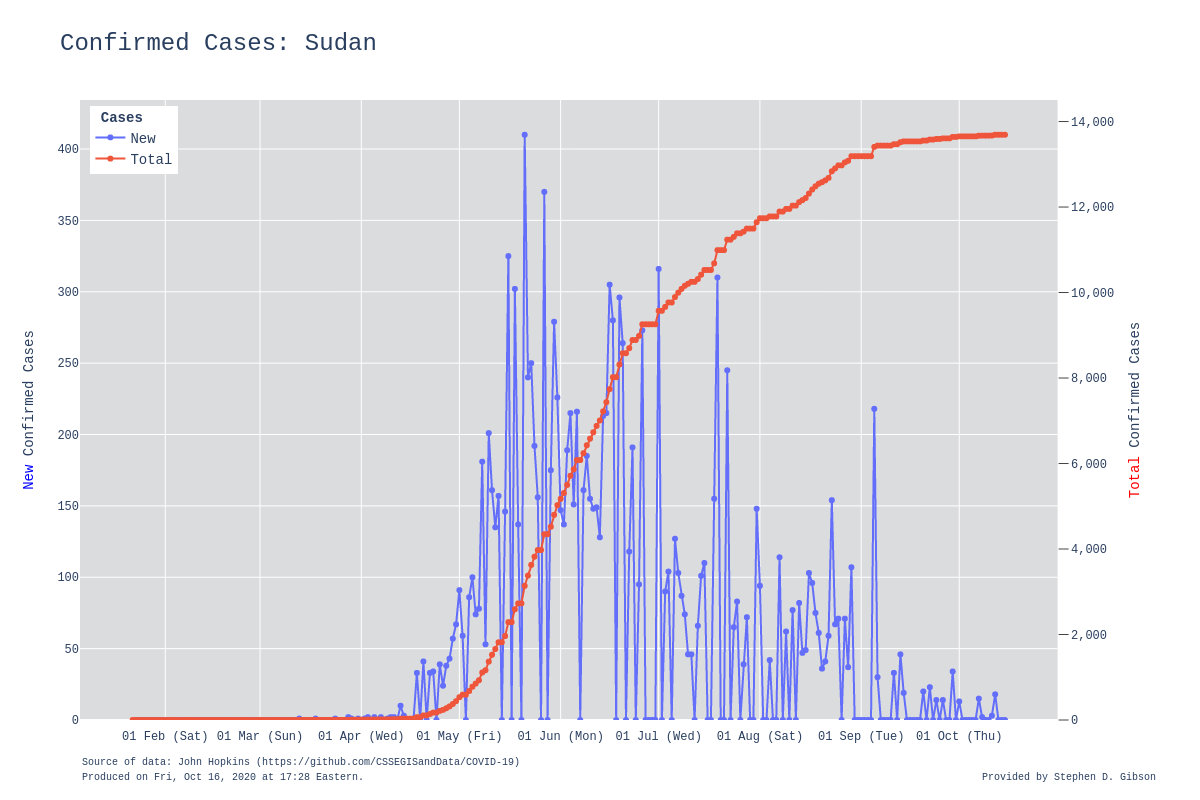 Confirmed Cases: Sudan
Cases
New
Total
400
350
300
250
200
150
100
50
0
14,000
12,000
10,000
8,000
6,000
4,000
2,000
0
New Confirmed Cases
Total Confirmed Cases
01 Feb (Sat) 01 Mar (Sun) 01 Apr (Wed) 01 May (Fri) 01 Jun (Mon) 01 Jul (Wed) 01 Aug (Sat) 01 Sep (Tue) 01 Oct (Thu)
Source of data: John Hopkins (https://github.com/CSSEGISandData/COVID-19)
Produced on Fri, Oct 16, 2020 at 17:28 Eastern.
Provided by Stephen D. Gibson